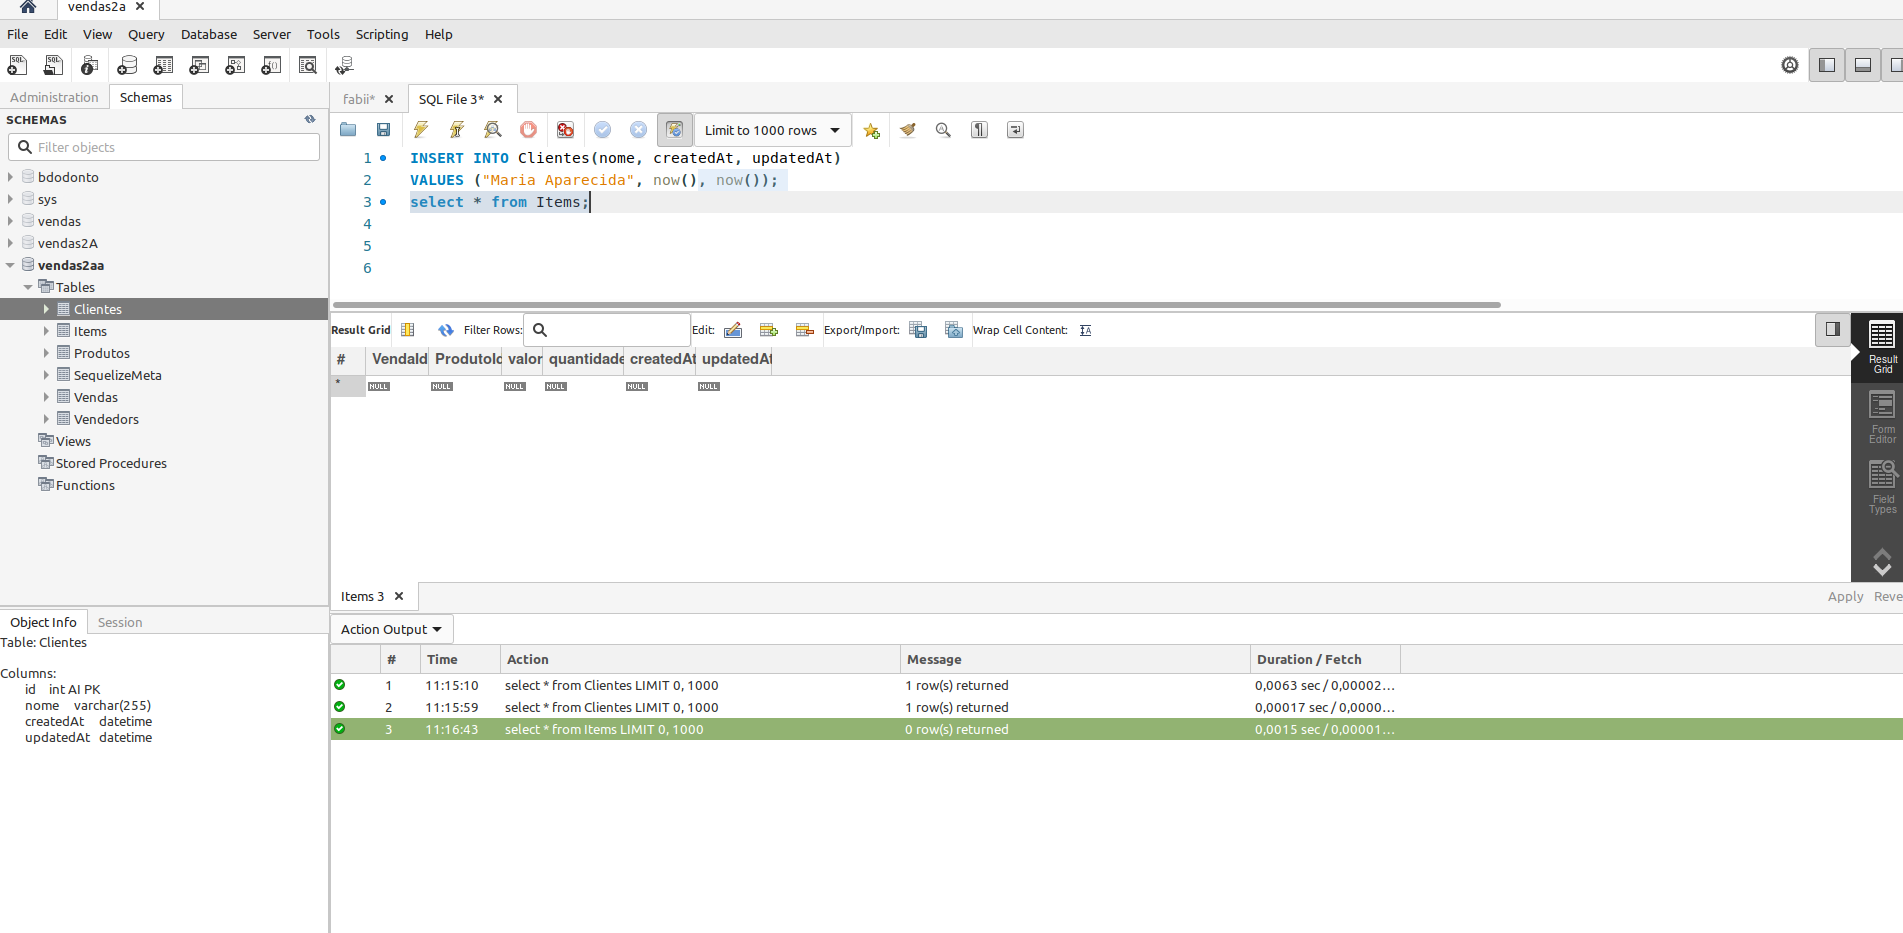 vendas2a
File Edit View Query Database Server Tools Scripting Help
Administration Schemas
SCHEMAS
Filter objects
bdodonto
sys
vendas
vendas2A
vendas2aa
Tables
Clientes
Items
Produtos
SequelizeMeta
Vendas
Vendedors
Views
Stored Procedures
Functions
Object Info Session
Table: Clientes
Columns:
id int AI PK
nome varchar(255)
createdAt datetime
updatedAt datetime
fabii* SQL File 3*
Limit to 1000 rows
1 INSERT INTO Clientes(nome, createdAt, updatedAt)
2 VALUES ("Maria Aparecida", now(), now());
3 select * from Items;
4
5
6
Result Grid Filter Rows: Edit: Export/Import: Wrap Cell Content:
# VendaId ProdutoId valor quantidade createdAt updatedAt
* NULL NULL NULL NULL NULL NULL
Result
Grid
Form
Editor
Field
Types
Items 3 Apply Reve
Action Output
# Time Action Message Duration / Fetch
1 11:15:10 select * from Clientes LIMIT 0, 1000 1 row(s) returned 0,0063 sec / 0,00002...
2 11:15:59 select * from Clientes LIMIT 0, 1000 1 row(s) returned 0,00017 sec / 0,0000...
3 11:16:43 select * from Items LIMIT 0, 1000 0 row(s) returned 0,0015 sec / 0,00001...